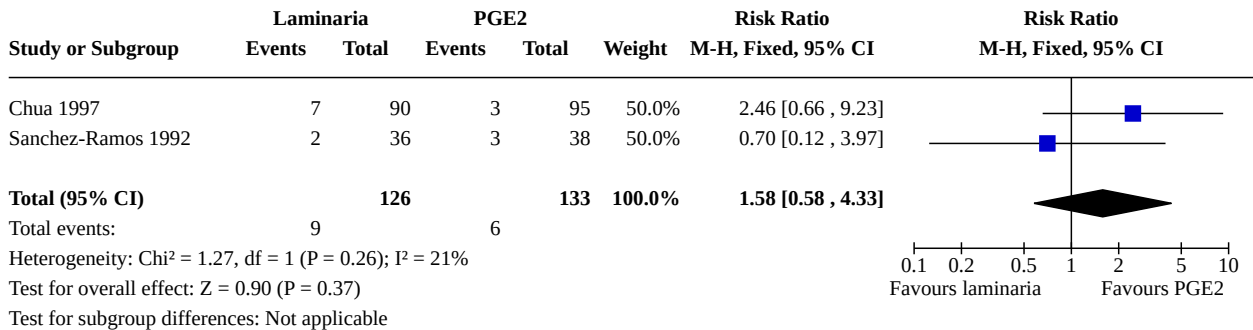 Laminaria PGE2 Risk Ratio Risk Ratio
Study or Subgroup Events Total Events Total Weight M-H, Fixed, 95% CI M-H, Fixed, 95% CI
Chua 1997 7 90 3 95 50.0% 2.46 [0.66 , 9.23]
Sanchez-Ramos 1992 2 36 3 38 50.0% 0.70 [0.12 , 3.97]
Total (95% CI) 126 133 100.0% 1.58 [0.58 , 4.33]
Total events: 9 6
Heterogeneity: Chi² = 1.27, df = 1 (P = 0.26); I² = 21%
0.1 0.2 0.5 1 2 5 10
Test for overall effect: Z = 0.90 (P = 0.37)
Favours laminaria Favours PGE2
Test for subgroup differences: Not applicable